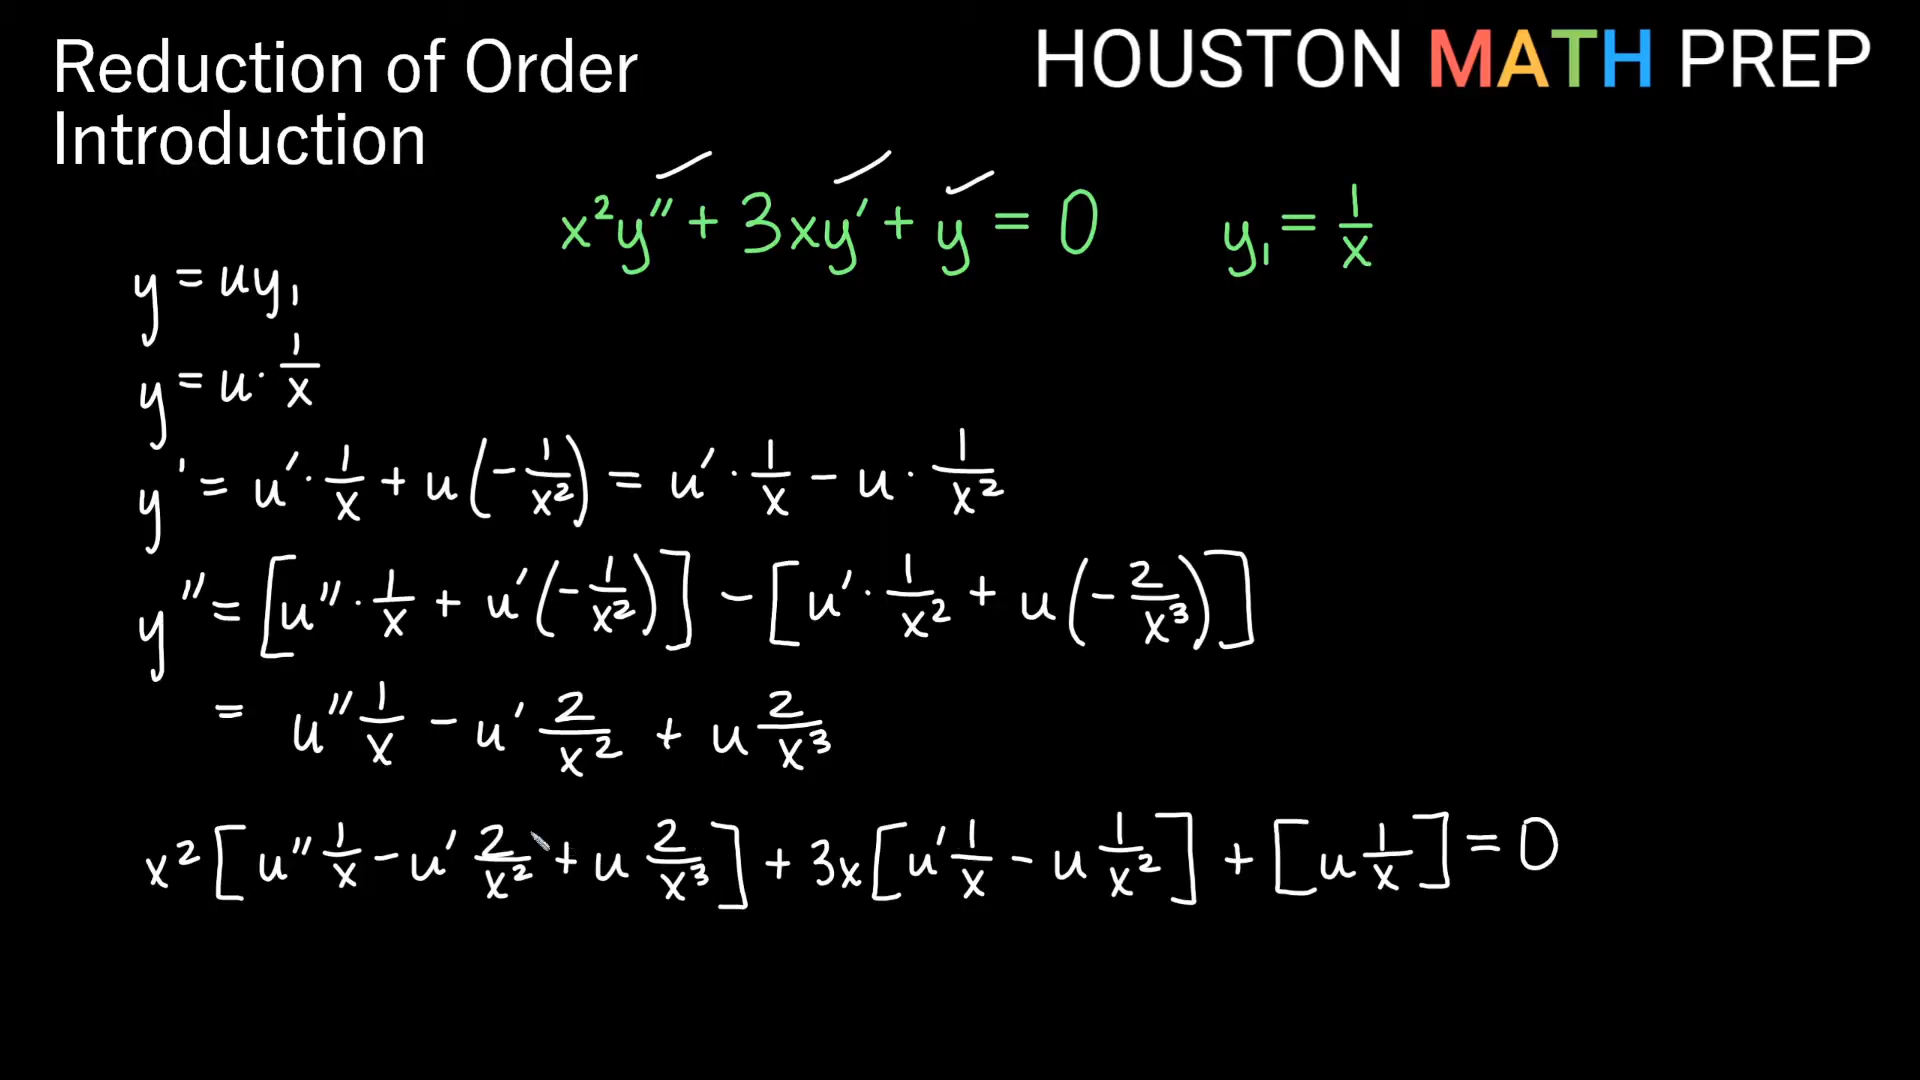 Reduction of Order
Introduction
HOUSTON MATH PREP
x²y″ + 3xy′ + y = 0    y₁ = 1/x
y = uy₁
y = u · 1/x
y′ = u′ · 1/x + u(−1/x²) = u′ · 1/x − u · 1/x²
y″ = [u″ · 1/x + u′(−1/x²)] − [u′ · 1/x² + u(−2/x³)]
= u″ 1/x − u′ 2/x² + u 2/x³
x²[u″ 1/x − u′ 2/x² + u 2/x³] + 3x[u′ 1/x − u 1/x²] + [u 1/x] = 0